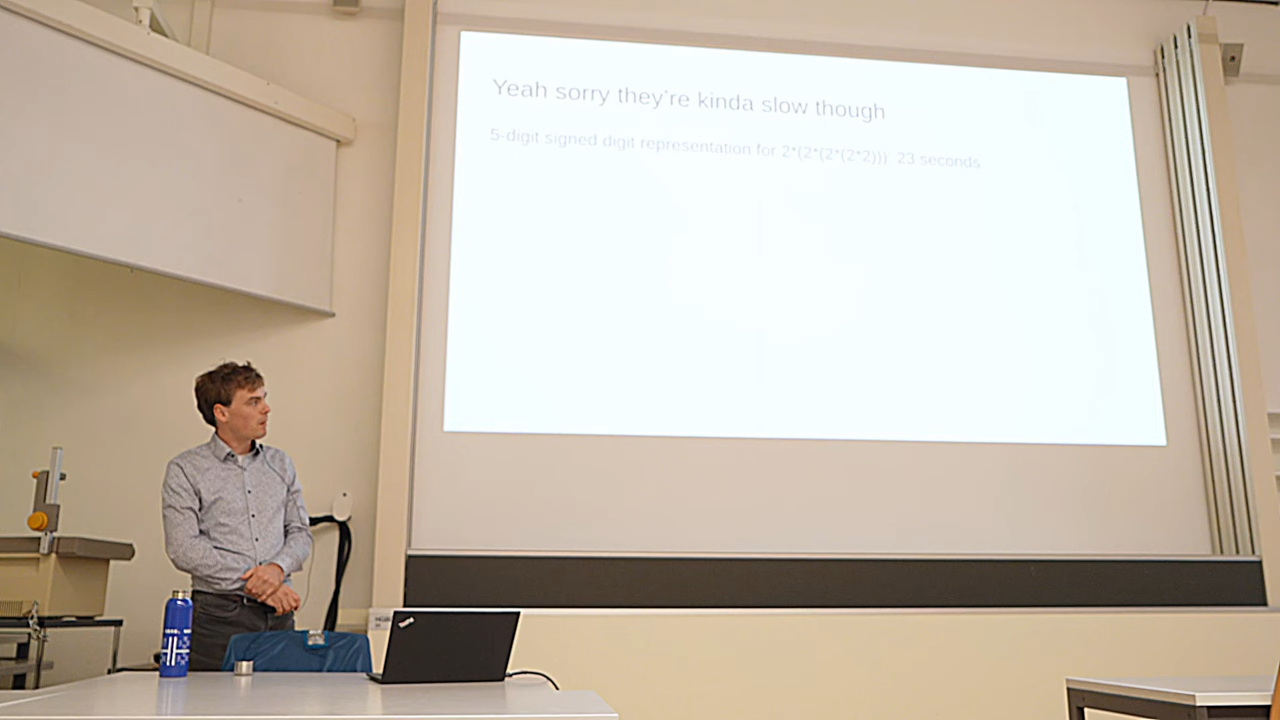 Yeah sorry they're kinda slow though
5-digit signed digit representation for 2*(2*(2*(2*2))): 23 seconds
ThinkPad